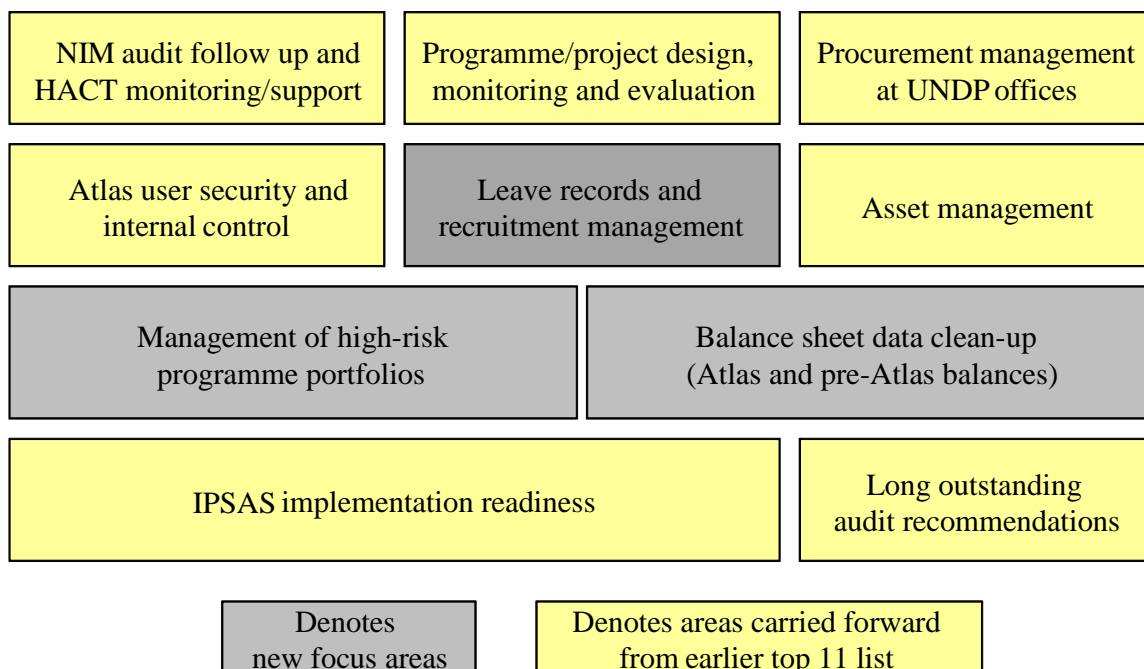 NIM audit follow up and
HACT monitoring/support
Programme/project design,
monitoring and evaluation
Procurement management
at UNDP offices
Atlas user security and
internal control
Leave records and
recruitment management
Asset management
Management of high-risk
programme portfolios
Balance sheet data clean-up
(Atlas and pre-Atlas balances)
IPSAS implementation readiness
Long outstanding
audit recommendations
Denotes
new focus areas
Denotes areas carried forward
from earlier top 11 list